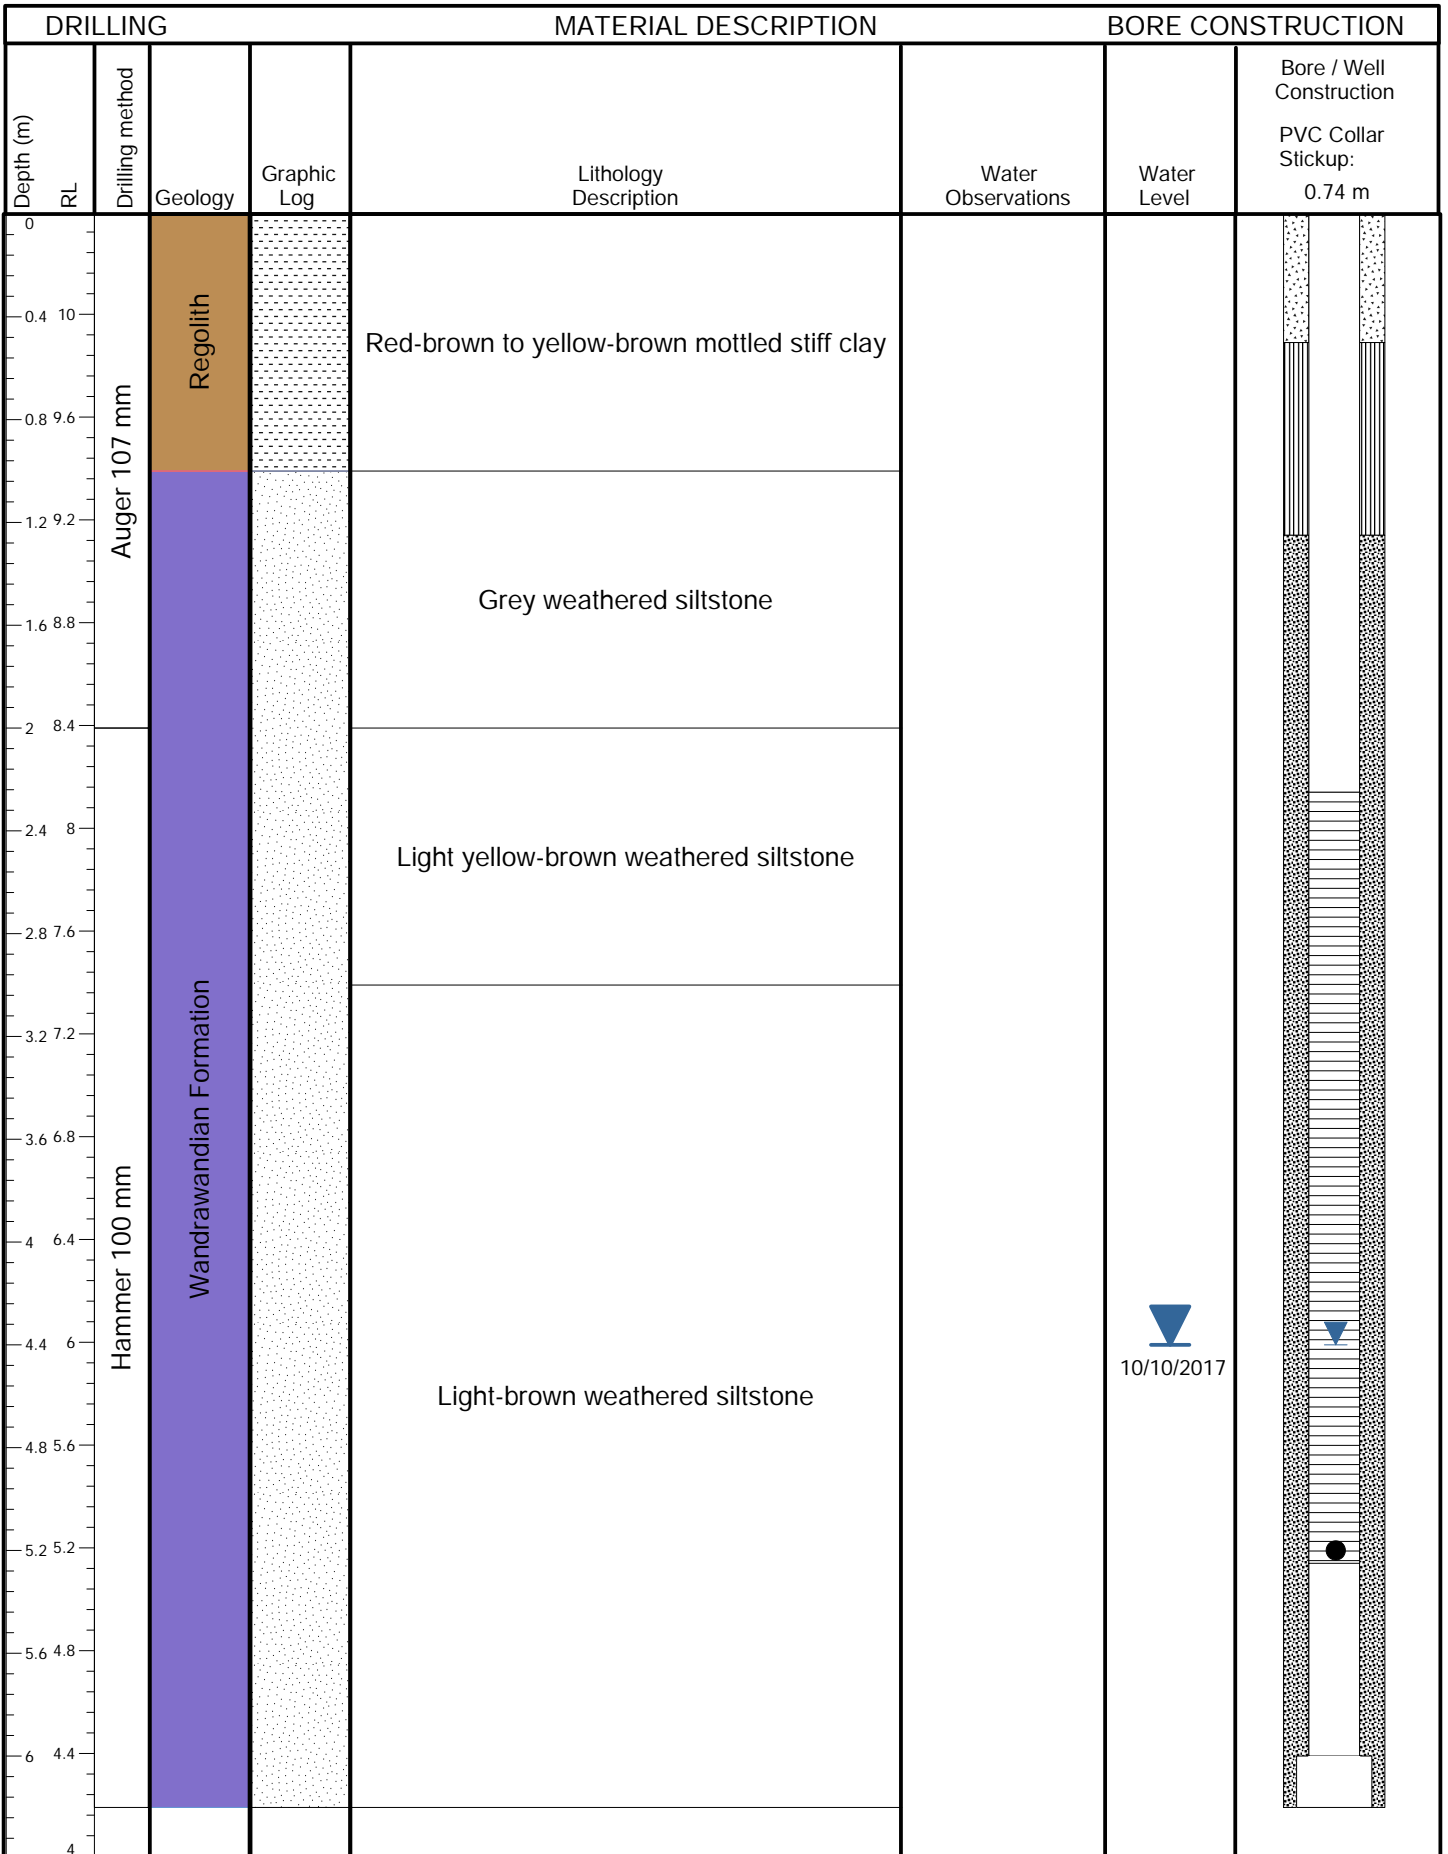 DRILLING MATERIAL DESCRIPTION BORE CONSTRUCTION
Depth (m)
RL
Drilling method
Geology
Graphic
Log
Lithology
Description
Water
Observations
Water
Level
Bore / Well
Construction
PVC Collar
Stickup:
0.74 m
0
0.4 10
0.8 9.6
1.2 9.2
1.6 8.8
2 8.4
2.4 8
2.8 7.6
3.2 7.2
3.6 6.8
4 6.4
4.4 6
4.8 5.6
5.2 5.2
5.6 4.8
6 4.4
4
Auger 107 mm
Hammer 100 mm
Regolith
Wandrawandian Formation
Red-brown to yellow-brown mottled stiff clay
Grey weathered siltstone
Light yellow-brown weathered siltstone
Light-brown weathered siltstone
10/10/2017